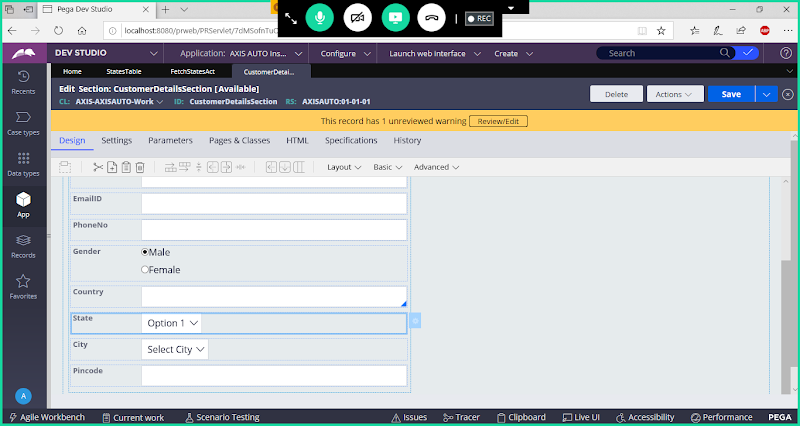 Pega Dev Studio
localhost:8080/prweb/PRServlet/7dMSofnTuC
REC
DEV STUDIO
Application: AXIS AUTO Ins...
Configure
Launch web interface
Create
Search
Recents
Case types
Data types
App
Records
Favorites
A
Home
StatesTable
FetchStatesAct
CustomerDetai...
Edit Section: CustomerDetailsSection [Available]
CL: AXIS-AXISAUTO-Work ID: CustomerDetailsSection RS: AXISAUTO:01-01-01
Delete
Actions
Save
This record has 1 unreviewed warning Review/Edit
Design Settings Parameters Pages & Classes HTML Specifications History
Layout Basic Advanced
EmailID
PhoneNo
Gender
Male
Female
Country
State
Option 1
City
Select City
Pincode
Agile Workbench Current work Scenario Testing Issues Tracer Clipboard Live UI Accessibility Performance PEGA